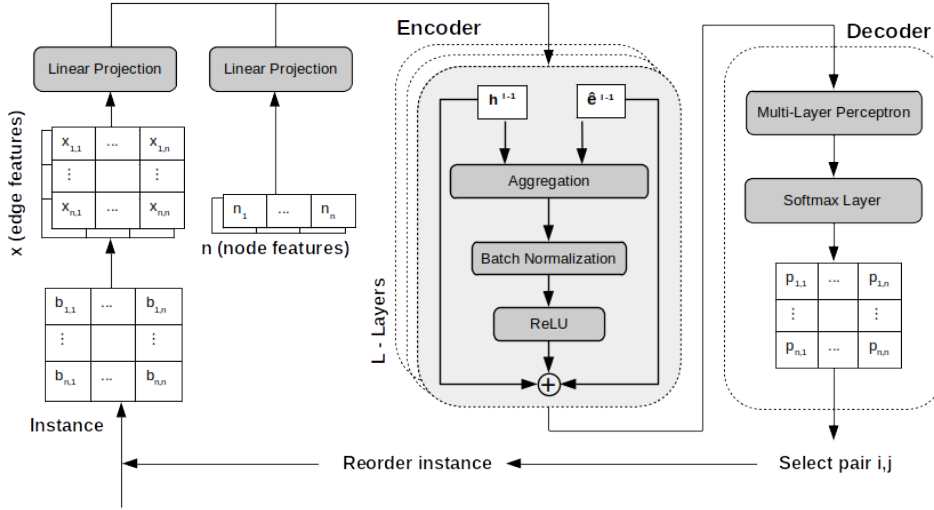 Encoder
Decoder
Linear Projection
Linear Projection
h l-1
ê l-1
Multi-Layer Perceptron
x (edge features)
x1,1 ... x1,n
⋮ ⋮
xn,1 ... xn,n
Aggregation
Softmax Layer
n1 ... nn
n (node features)
Batch Normalization
p1,1 ... p1,n
⋮ ⋮
pn,1 ... pn,n
b1,1 ... b1,n
⋮ ⋮
bn,1 ... bn,n
L - Layers
ReLU
+
Instance
Reorder instance
Select pair i,j